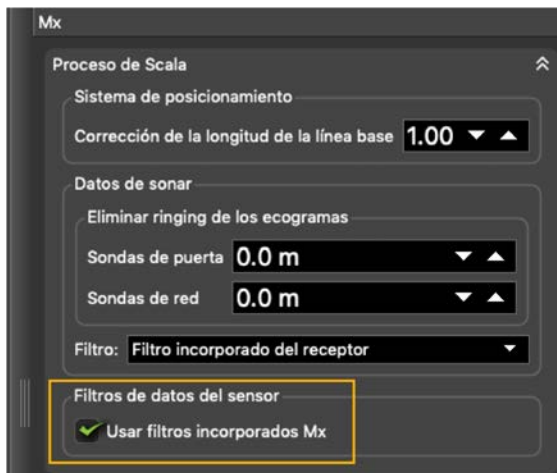 Mx
Proceso de Scala
Sistema de posicionamiento
Corrección de la longitud de la línea base 1.00
Datos de sonar
Eliminar ringing de los ecogramas
Sondas de puerta 0.0 m
Sondas de red 0.0 m
Filtro: Filtro incorporado del receptor
Filtros de datos del sensor
Usar filtros incorporados Mx